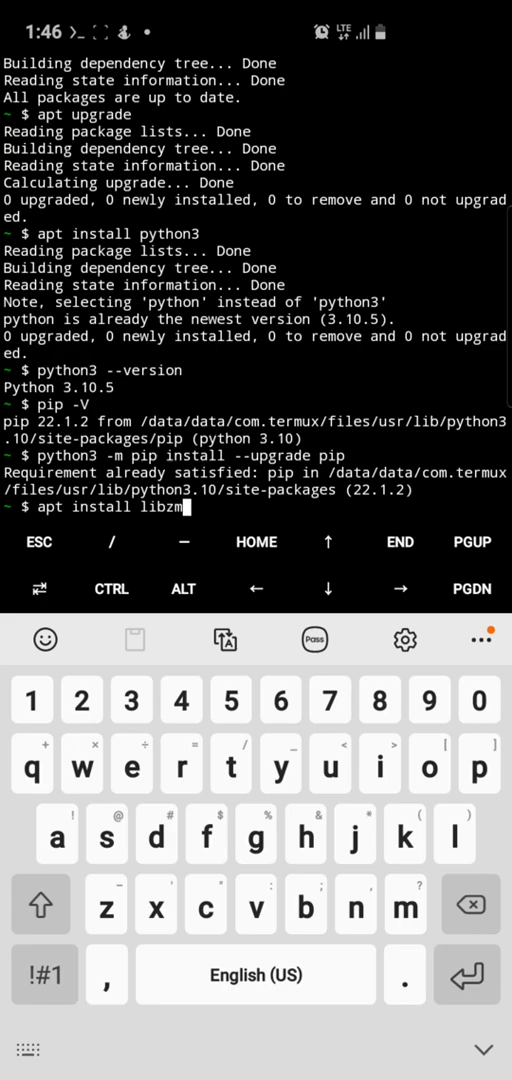 1:46 >_ LTE
Building dependency tree... Done
Reading state information... Done
All packages are up to date.
~ $ apt upgrade
Reading package lists... Done
Building dependency tree... Done
Reading state information... Done
Calculating upgrade... Done
0 upgraded, 0 newly installed, 0 to remove and 0 not upgrad
ed.
~ $ apt install python3
Reading package lists... Done
Building dependency tree... Done
Reading state information... Done
Note, selecting 'python' instead of 'python3'
python is already the newest version (3.10.5).
0 upgraded, 0 newly installed, 0 to remove and 0 not upgrad
ed.
~ $ python3 --version
Python 3.10.5
~ $ pip -V
pip 22.1.2 from /data/data/com.termux/files/usr/lib/python3
.10/site-packages/pip (python 3.10)
~ $ python3 -m pip install --upgrade pip
Requirement already satisfied: pip in /data/data/com.termux
/files/usr/lib/python3.10/site-packages (22.1.2)
~ $ apt install libzm
ESC / — HOME ↑ END PGUP
⇄ CTRL ALT ← ↓ → PGDN
Pass
1 2 3 4 5 6 7 8 9 0
+ × ÷ = / _ < > [ ]
q w e r t y u i o p
! @ # $ % ^ & * ( )
a s d f g h j k l
- ' " : ; , ?
z x c v b n m
!#1 , English (US) .